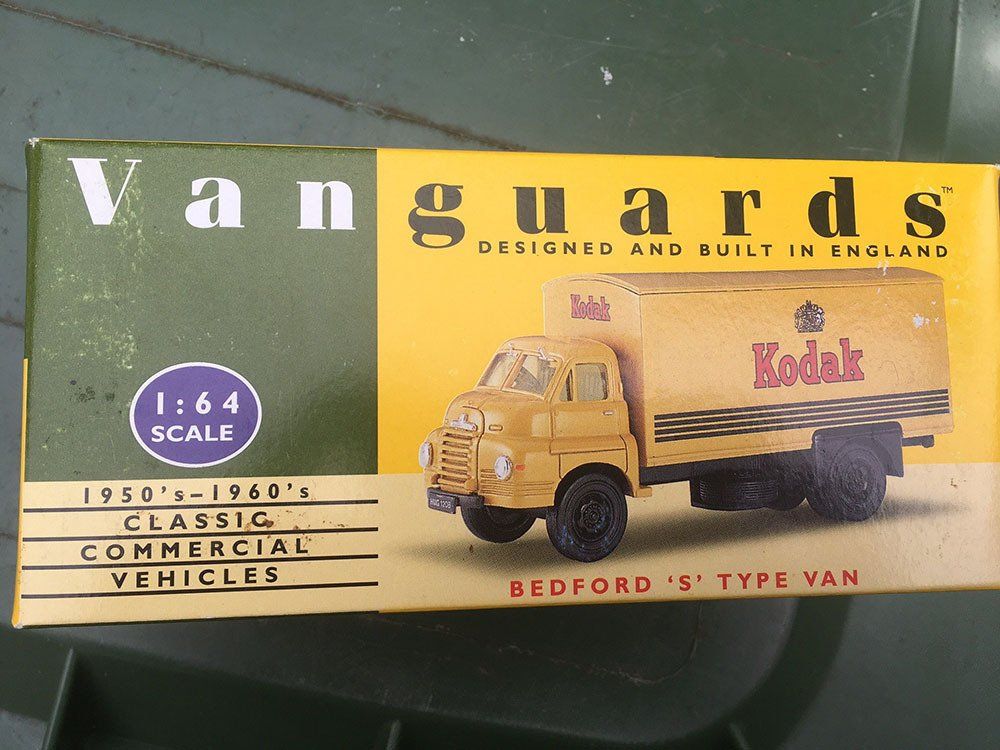 Vanguards™
DESIGNED AND BUILT IN ENGLAND
Kodak
Kodak
1:64
SCALE
1950's–1960's
CLASSIC
COMMERCIAL
VEHICLES
BEDFORD 'S' TYPE VAN